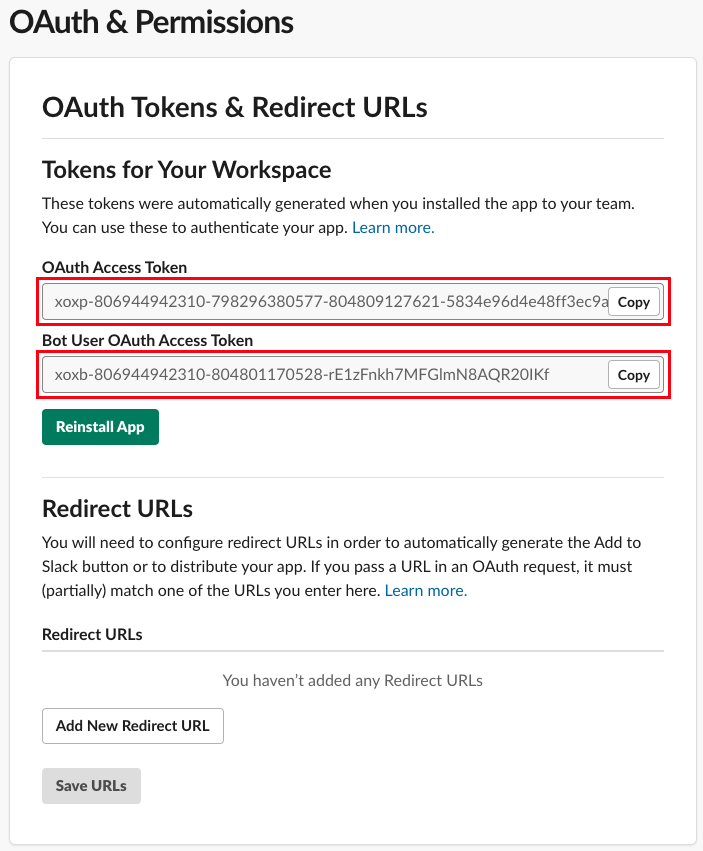 OAuth & Permissions
OAuth Tokens & Redirect URLs
Tokens for Your Workspace
These tokens were automatically generated when you installed the app to your team.
You can use these to authenticate your app. Learn more.
OAuth Access Token
xoxp-806944942310-798296380577-804809127621-5834e96d4e48ff3ec9a Copy
Bot User OAuth Access Token
xoxb-806944942310-804801170528-rE1zFnkh7MFGlmN8AQR20IKf Copy
Reinstall App
Redirect URLs
You will need to configure redirect URLs in order to automatically generate the Add to
Slack button or to distribute your app. If you pass a URL in an OAuth request, it must
(partially) match one of the URLs you enter here. Learn more.
Redirect URLs
You haven’t added any Redirect URLs
Add New Redirect URL
Save URLs